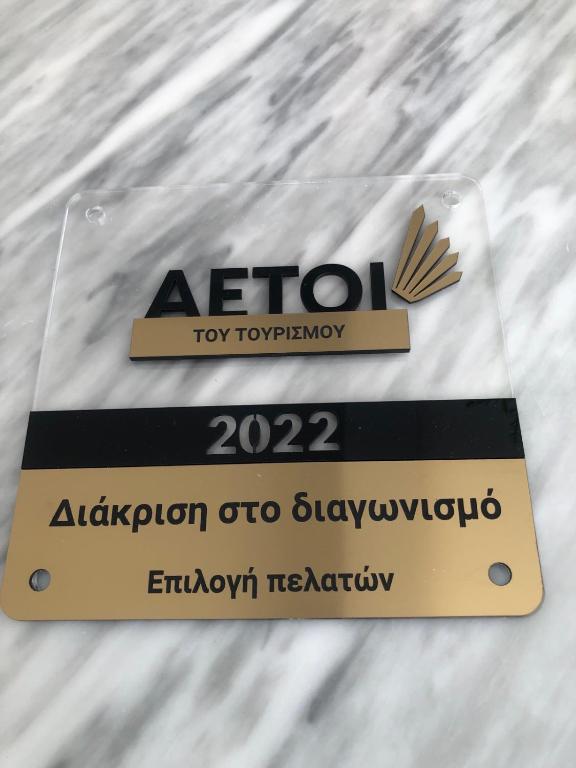 ΑΕΤΟΙ
ΤΟΥ ΤΟΥΡΙΣΜΟΥ
2022
Διάκριση στο διαγωνισμό
Επιλογή πελατών